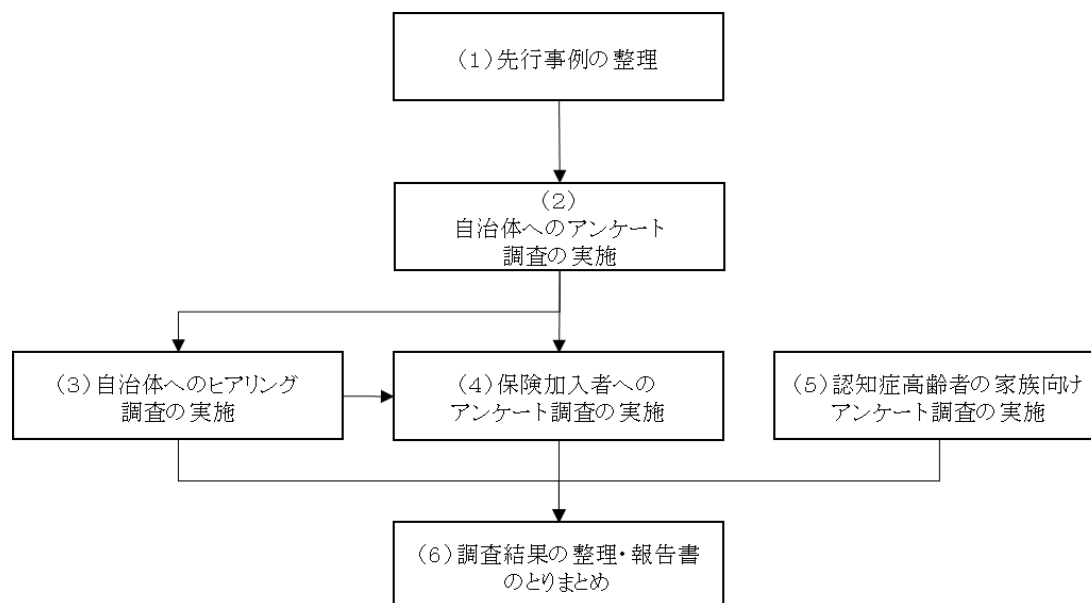 (1)先行事例の整理
(2)
自治体へのアンケート
調査の実施
(3)自治体へのヒアリング
調査の実施
(4)保険加入者への
アンケート調査の実施
(5)認知症高齢者の家族向け
アンケート調査の実施
(6)調査結果の整理・報告書
のとりまとめ